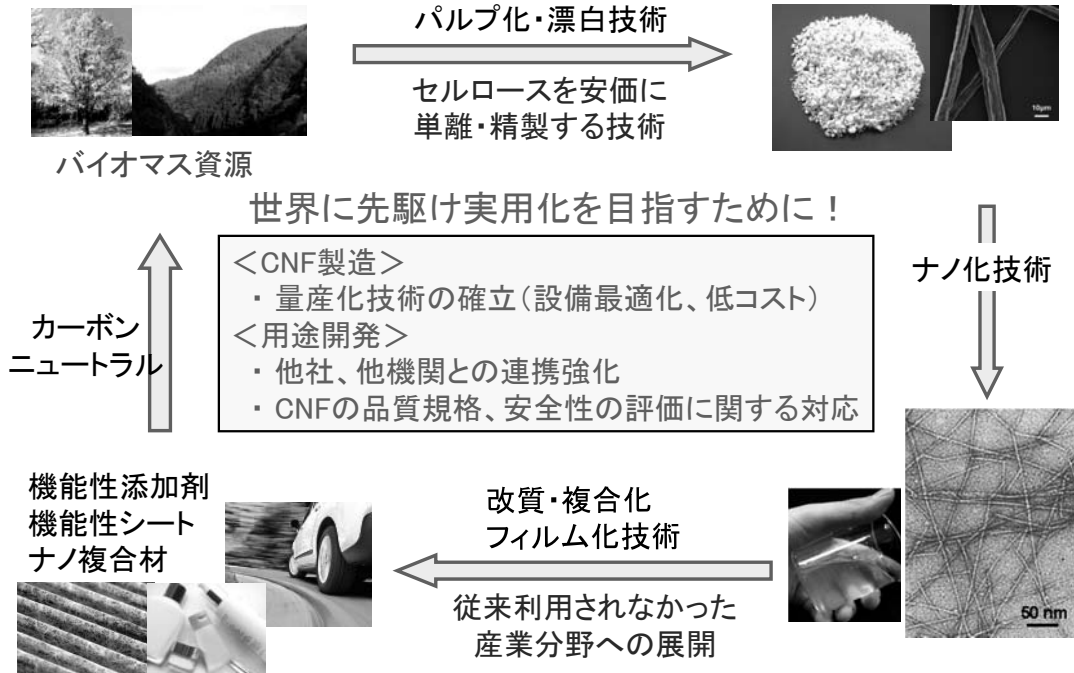 パルプ化・漂白技術
セルロースを安価に
単離・精製する技術
10μm
バイオマス資源
世界に先駆け実用化を目指すために！
＜CNF製造＞
・ 量産化技術の確立（設備最適化、低コスト）
＜用途開発＞
・ 他社、他機関との連携強化
・ CNFの品質規格、安全性の評価に関する対応
ナノ化技術
カーボン
ニュートラル
機能性添加剤
機能性シート
ナノ複合材
改質・複合化
フィルム化技術
従来利用されなかった
産業分野への展開
50 nm